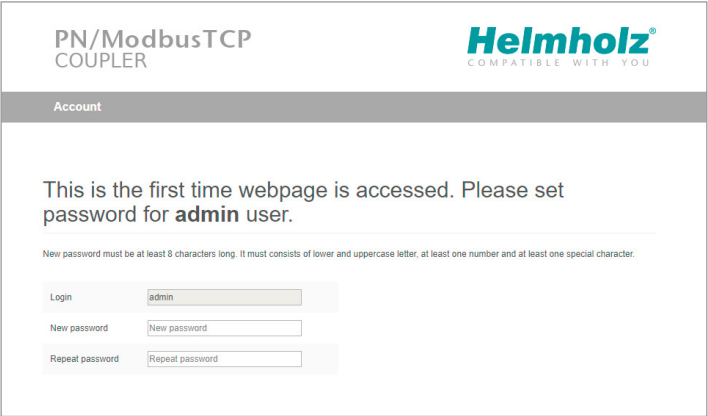 PN/ModbusTCP
COUPLER
Helmholz®
COMPATIBLE WITH YOU
Account
This is the first time webpage is accessed. Please set
password for admin user.
New password must be at least 8 characters long. It must consists of lower and uppercase letter, at least one number and at least one special character.
Login admin
New password New password
Repeat password Repeat password